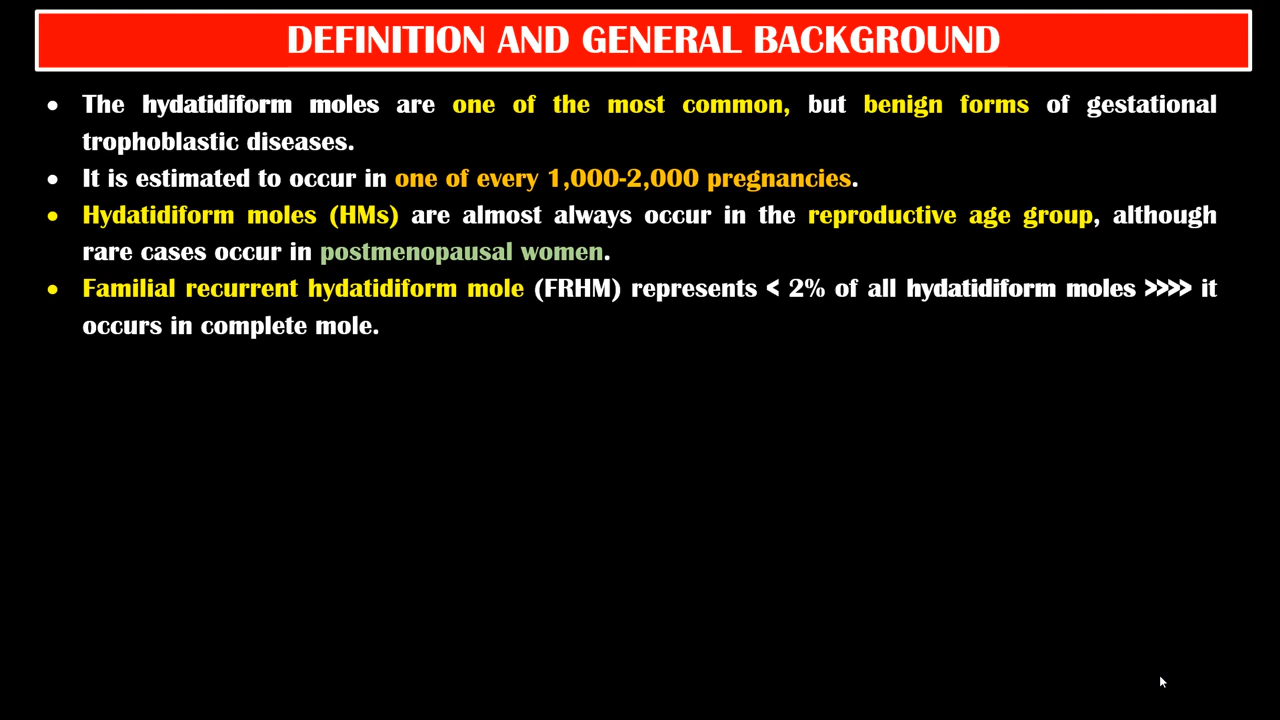 DEFINITION AND GENERAL BACKGROUND
• The hydatidiform moles are one of the most common, but benign forms of gestational
trophoblastic diseases.
• It is estimated to occur in one of every 1,000-2,000 pregnancies.
• Hydatidiform moles (HMs) are almost always occur in the reproductive age group, although
rare cases occur in postmenopausal women.
• Familial recurrent hydatidiform mole (FRHM) represents < 2% of all hydatidiform moles >>>> it
occurs in complete mole.